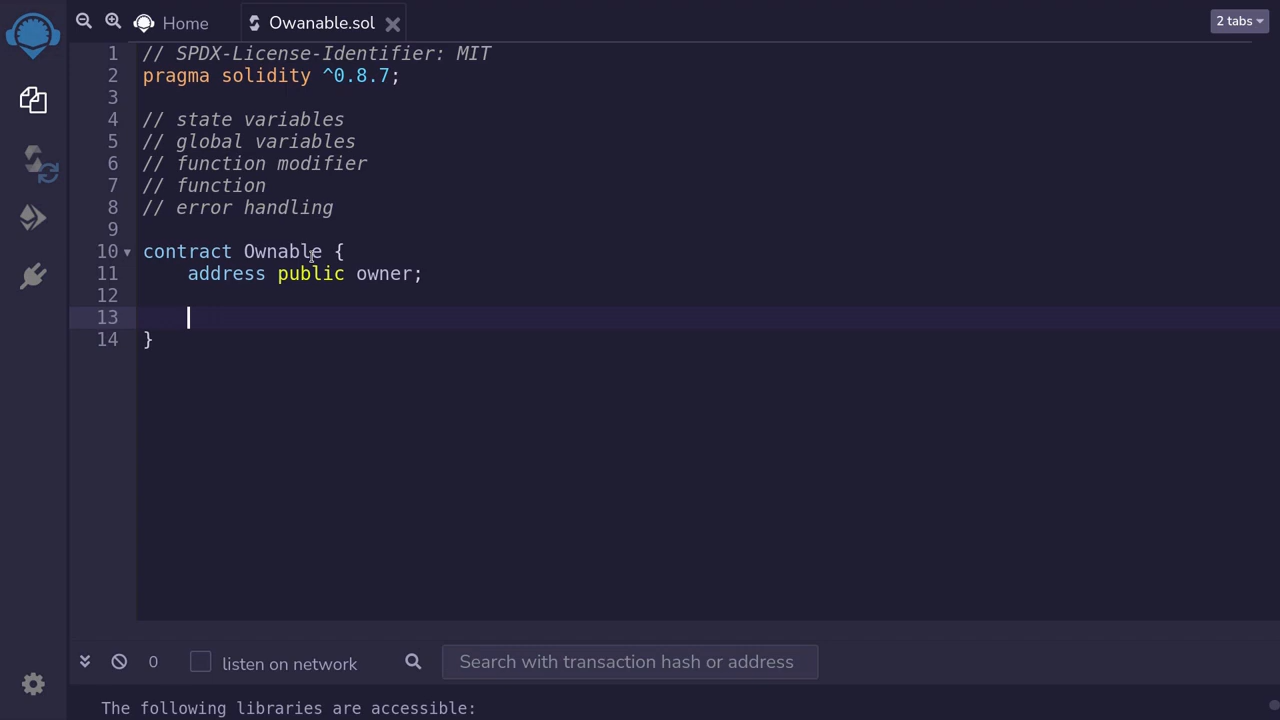 Home
Owanable.sol
2 tabs
1 // SPDX-License-Identifier: MIT
2 pragma solidity ^0.8.7;
3
4 // state variables
5 // global variables
6 // function modifier
7 // function
8 // error handling
9
10 contract Ownable {
11 address public owner;
12
13
14 }
0 listen on network Search with transaction hash or address
The following libraries are accessible: